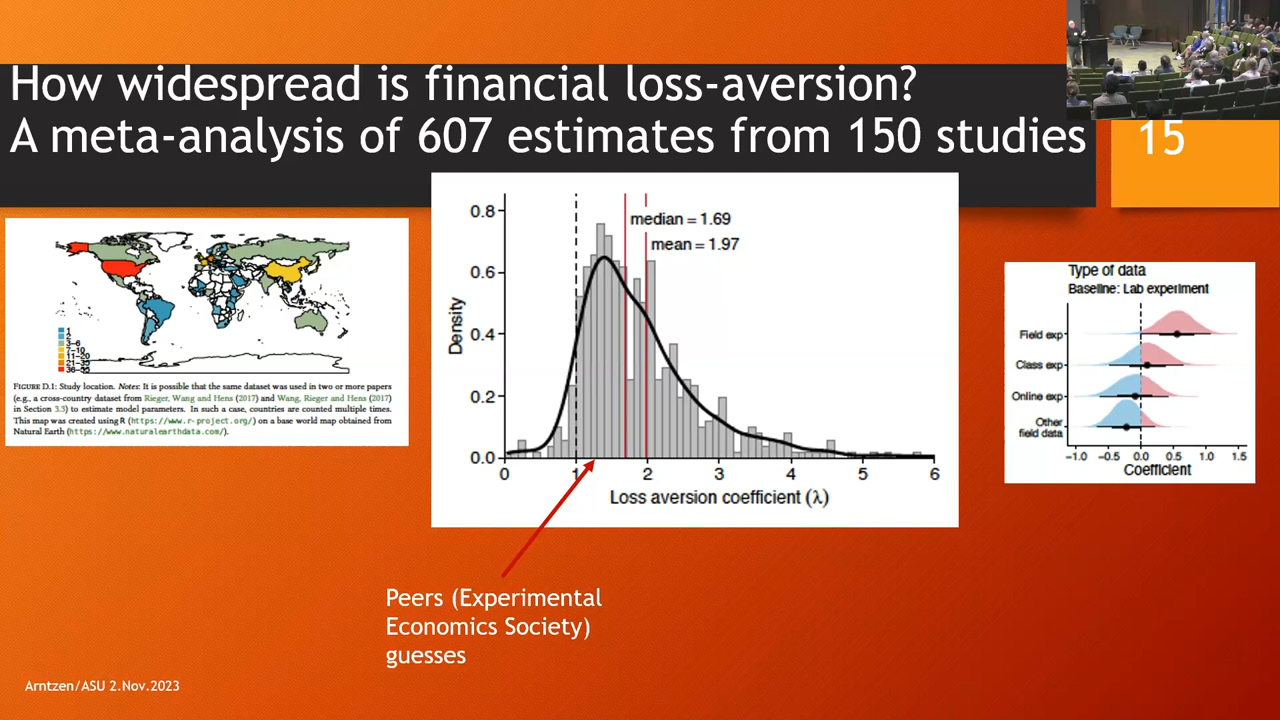 How widespread is financial loss-aversion?
A meta-analysis of 607 estimates from 150 studies
15
1
2
3-6
7-10
11-20
21-35
FIGURE D.1: Study location. Notes: It is possible that the same dataset was used in two or more papers
(e.g., a cross-country dataset from Rieger, Wang and Hens (2017) and Wang, Rieger and Hens (2017)
in Section 3.3) to estimate model parameters. In such a case, countries are counted multiple times.
This map was created using R (https://www.r-project.org/) on a base world map obtained from
Natural Earth (https://www.naturalearthdata.com/).
median = 1.69
mean = 1.97
Density
0.8
0.6
0.4
0.2
0.0
0 1 2 3 4 5 6
Loss aversion coefficient (λ)
Type of data
Baseline: Lab experiment
Field exp
Class exp
Online exp
Other
field data
−1.0 −0.5 0.0 0.5 1.0 1.5
Coefficient
Peers (Experimental
Economics Society)
guesses
Arntzen/ASU 2.Nov.2023